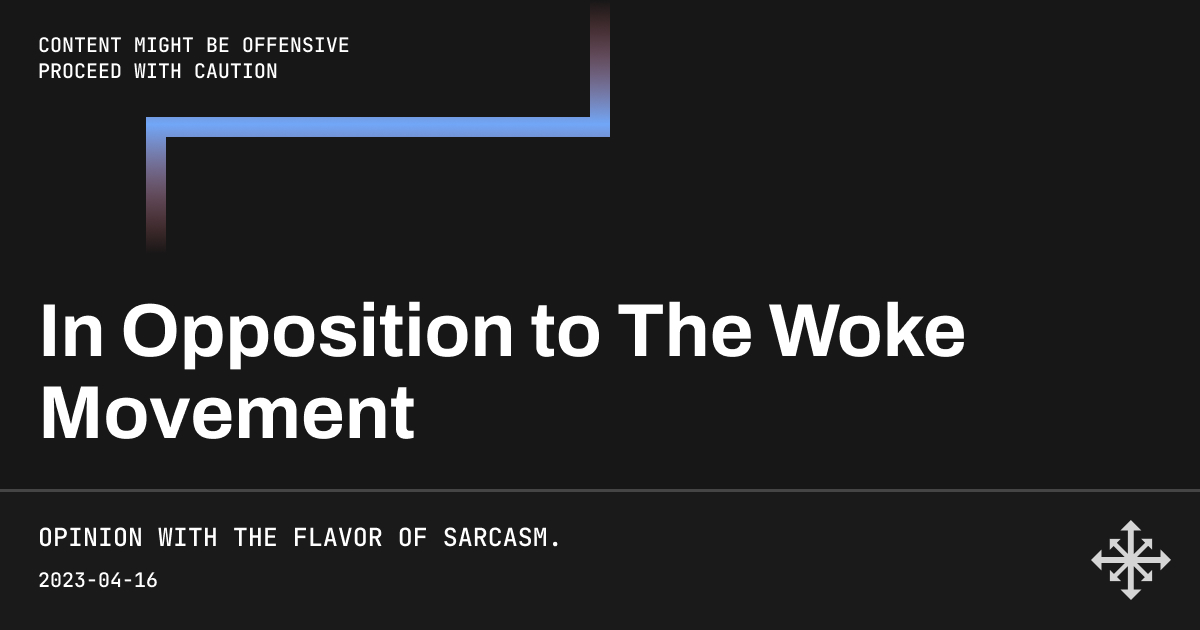 CONTENT MIGHT BE OFFENSIVE
PROCEED WITH CAUTION
In Opposition to The Woke
Movement
OPINION WITH THE FLAVOR OF SARCASM.
2023-04-16